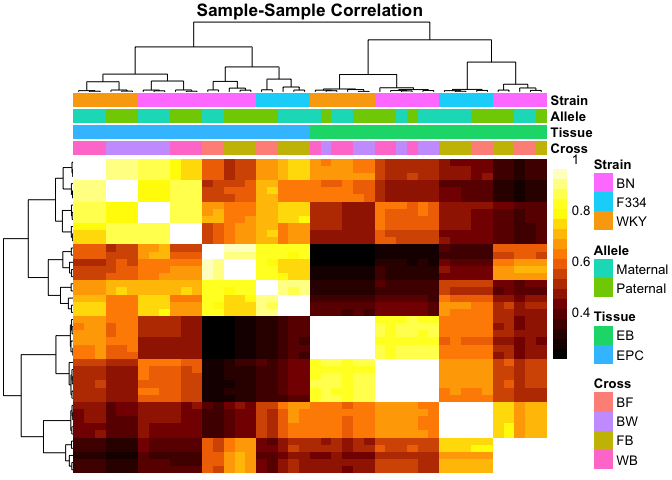 Sample-Sample Correlation
Strain
Allele
Tissue
Cross
1
0.8
0.6
0.4
Strain
BN
F334
WKY
Allele
Maternal
Paternal
Tissue
EB
EPC
Cross
BF
BW
FB
WB